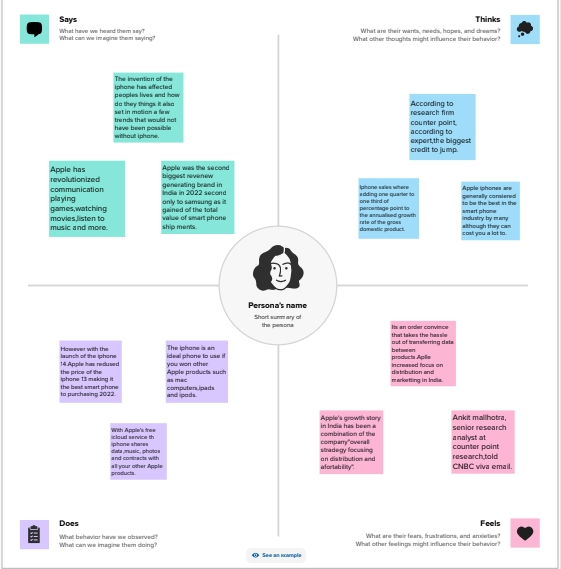 Says
What have we heard them say?
What can we imagine them saying?
Thinks
What are their wants, needs, hopes, and dreams?
What other thoughts might influence their behavior?
The invention of the
iphone has affected
peoples lives and how
do they things it also
set in motion a few
trends that would not
have been possible
without iphone.
Apple has
revolutionized
communication
playing
games,watching
movies,listen to
music and more.
Apple was the second
biggest revenew
generating brand in
India in 2022 second
only to samsung as it
gained of the total
value of smart phone
ship ments.
According to
research firm
counter point,
according to
expert,the biggest
credit to jump.
Iphone sales where
adding one quarter to
one third of
percentage point to
the annualised growth
rate of the gross
domestic product.
Apple iphones are
generally consiered
to be the best in the
smart phone
industry by many
although they can
cost you a lot to.
Persona's name
Short summary of
the persona
However with the
launch of the iphone
14.Apple has redused
the price of the
iphone 13 making it
the best smart phone
to purchasing 2022.
The iphone is an
ideal phone to use if
you won other
Apple products such
as mac
computers,ipads
and ipods.
With Apple's free
icloud service th
iphone shares
data,music, photos
and contracts with
all your other Apple
products.
Its an order convince
that takes the hassle
out of transferring data
between
products.Aplle
increased focus on
distribution and
marketting in India.
Apple's growth story
in India has been a
combination of the
company"overall
stradegy focusing
on distribution and
afortability".
Ankit mallhotra,
senior research
analyst at
counter point
research,told
CNBC viva email.
Does
What behavior have we observed?
What can we imagine them doing?
Feels
What are their fears, frustrations, and anxieties?
What other feelings might influence their behavior?
See an example